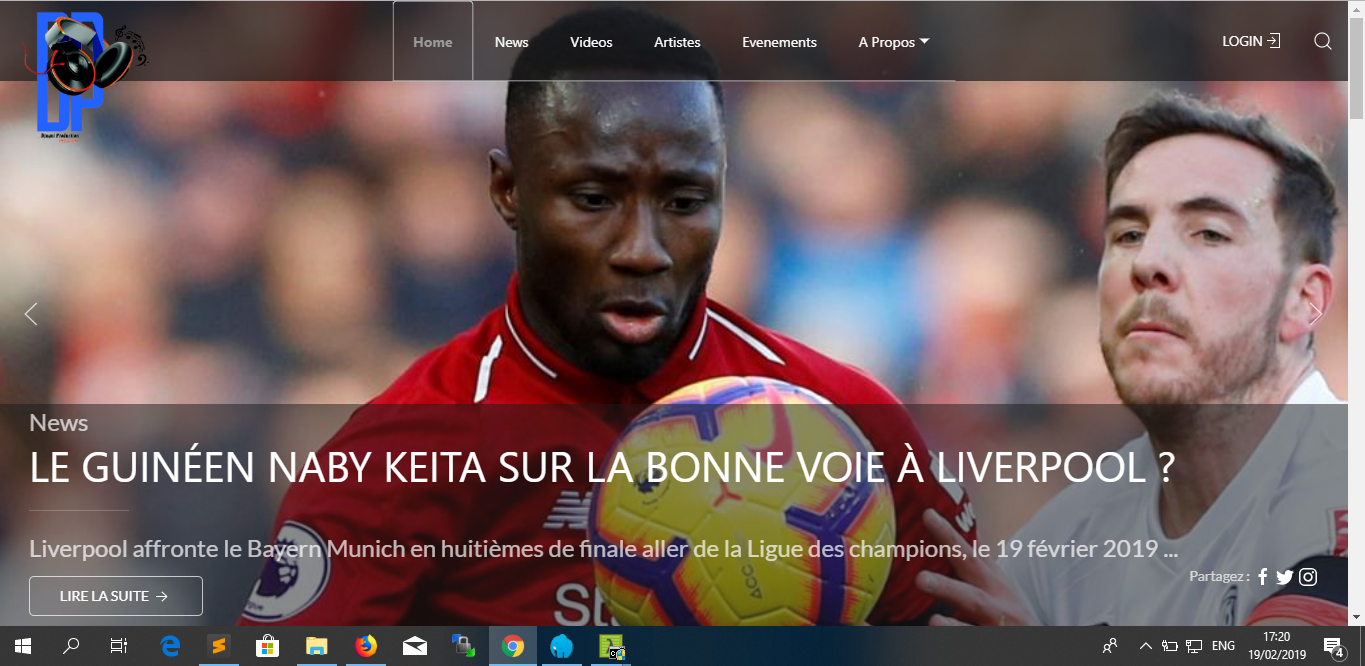 Home
News
Videos
Artistes
Evenements
A Propos
LOGIN
News
LE GUINÉEN NABY KEITA SUR LA BONNE VOIE À LIVERPOOL ?
Liverpool affronte le Bayern Munich en huitièmes de finale aller de la Ligue des champions, le 19 février 2019 ...
Partagez :
LIRE LA SUITE
ENG
17:20
19/02/2019
4